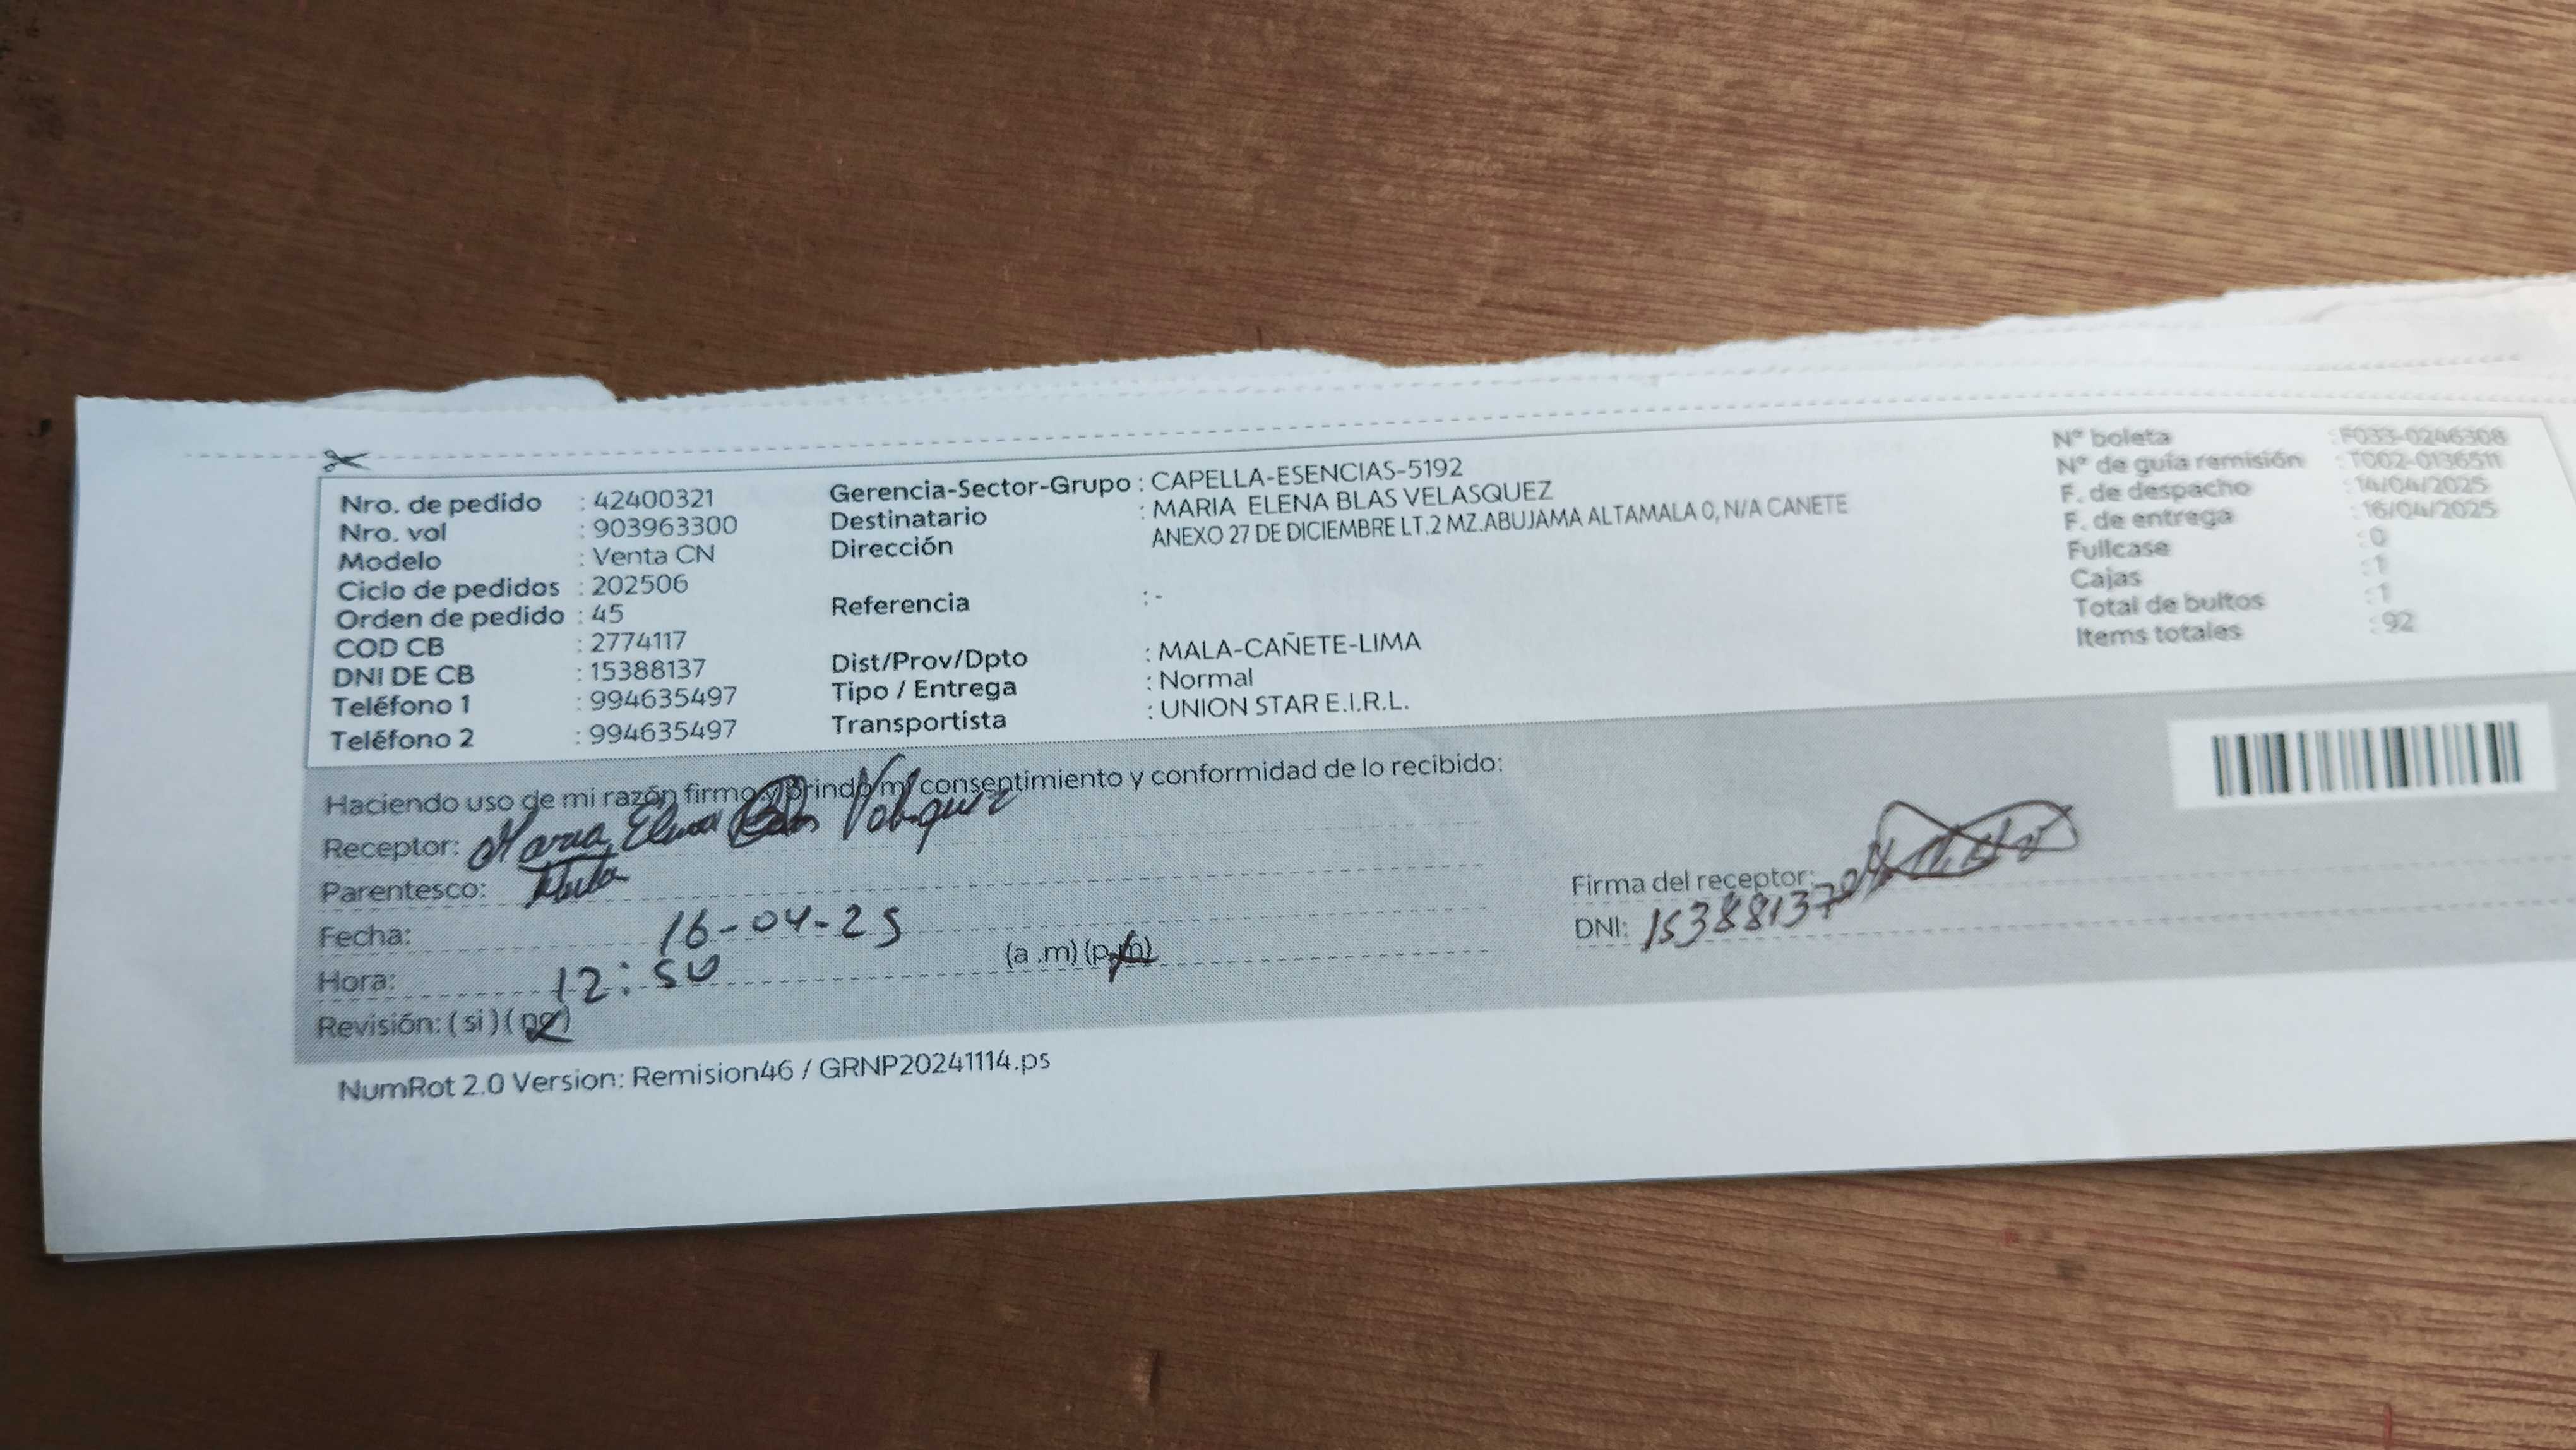 Nro. de pedido : 42400321
Nro. vol : 903963300
Modelo : Venta CN
Ciclo de pedidos : 202506
Orden de pedido : 45
COD CB : 2774117
DNI DE CB : 15388137
Teléfono 1 : 994635497
Teléfono 2 : 994635497
Gerencia-Sector-Grupo : CAPELLA-ESENCIAS-5192
Destinatario : MARIA ELENA BLAS VELASQUEZ
Dirección ANEXO 27 DE DICIEMBRE LT.2 MZ.ABUJAMA ALTAMALA 0, N/A CANETE
Referencia : -
Dist/Prov/Dpto : MALA-CAÑETE-LIMA
Tipo / Entrega : Normal
Transportista : UNION STAR E.I.R.L.
N° boleta : F033-0246308
N° de guía remisión : T002-0136511
F. de despacho : 14/04/2025
F. de entrega : 16/04/2025
Fullcase : 0
Cajas : 1
Total de bultos : 1
Items totales : 92
Haciendo uso de mi razón firmo y brindo mi consentimiento y conformidad de lo recibido:
Receptor: Maria Elena Blas
Parentesco:
Fecha: 16-04-25
Hora: 12:50 (a .m) (p.m)
Revisión: ( si ) ( no )
Firma del receptor:
DNI: 15388137
NumRot 2.0 Version: Remision46 / GRNP20241114.ps